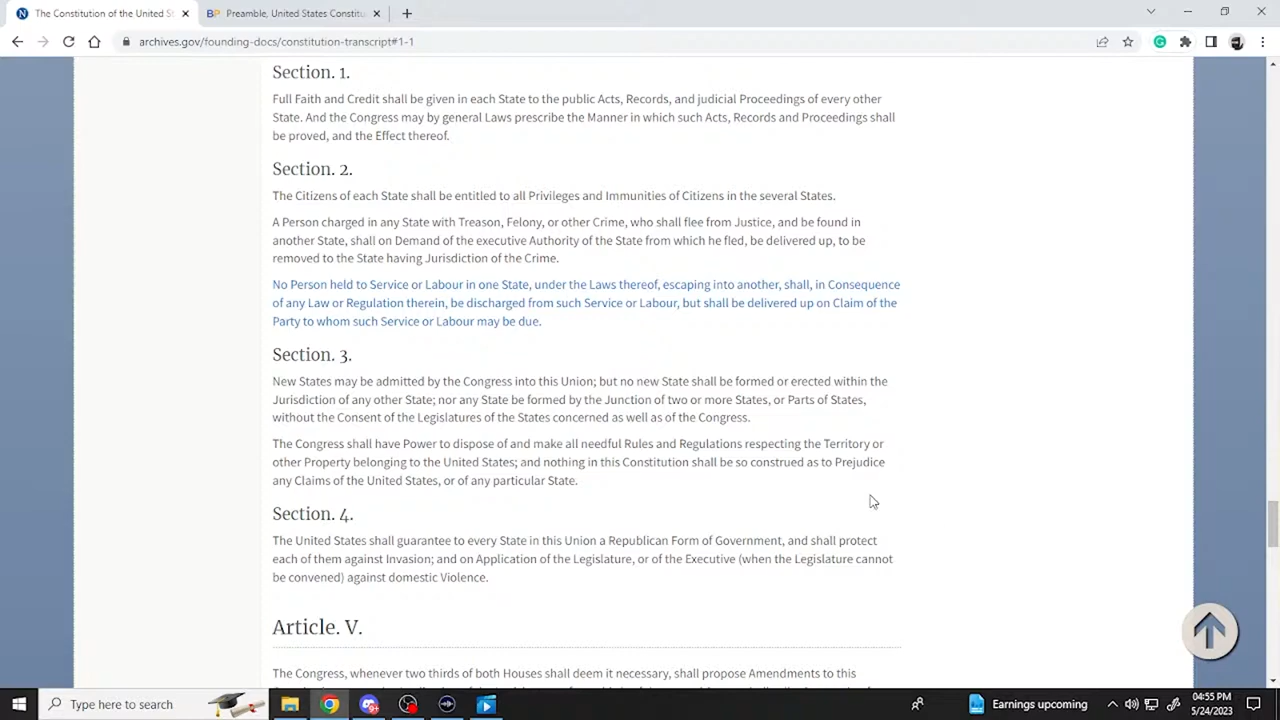 The Constitution of the United St
Preamble, United States Constitu
archives.gov/founding-docs/constitution-transcript#1-1
Section. 1.
Full Faith and Credit shall be given in each State to the public Acts, Records, and judicial Proceedings of every other
State. And the Congress may by general Laws prescribe the Manner in which such Acts, Records and Proceedings shall
be proved, and the Effect thereof.
Section. 2.
The Citizens of each State shall be entitled to all Privileges and Immunities of Citizens in the several States.
A Person charged in any State with Treason, Felony, or other Crime, who shall flee from Justice, and be found in
another State, shall on Demand of the executive Authority of the State from which he fled, be delivered up, to be
removed to the State having Jurisdiction of the Crime.
No Person held to Service or Labour in one State, under the Laws thereof, escaping into another, shall, in Consequence
of any Law or Regulation therein, be discharged from such Service or Labour, but shall be delivered up on Claim of the
Party to whom such Service or Labour may be due.
Section. 3.
New States may be admitted by the Congress into this Union; but no new State shall be formed or erected within the
Jurisdiction of any other State; nor any State be formed by the Junction of two or more States, or Parts of States,
without the Consent of the Legislatures of the States concerned as well as of the Congress.
The Congress shall have Power to dispose of and make all needful Rules and Regulations respecting the Territory or
other Property belonging to the United States; and nothing in this Constitution shall be so construed as to Prejudice
any Claims of the United States, or of any particular State.
Section. 4.
The United States shall guarantee to every State in this Union a Republican Form of Government, and shall protect
each of them against Invasion; and on Application of the Legislature, or of the Executive (when the Legislature cannot
be convened) against domestic Violence.
Article. V.
The Congress, whenever two thirds of both Houses shall deem it necessary, shall propose Amendments to this
Type here to search
Earnings upcoming
04:55 PM
5/24/2023